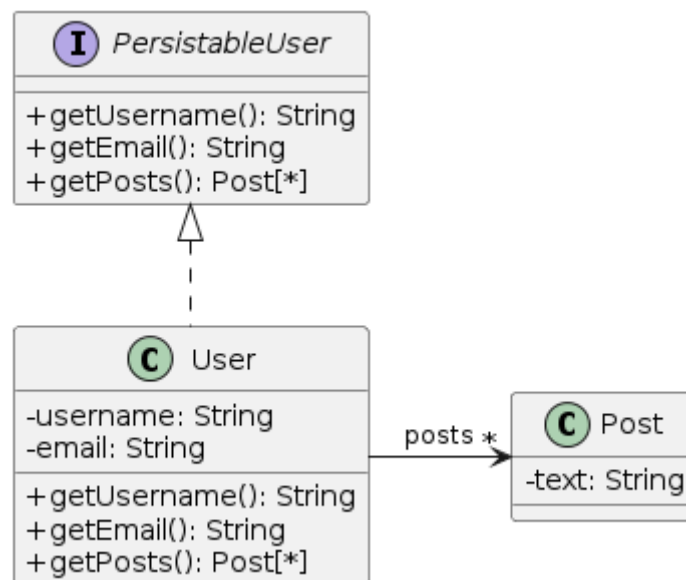 I PersistableUser
+getUsername(): String
+getEmail(): String
+getPosts(): Post[*]
C User
-username: String
-email: String
+getUsername(): String
+getEmail(): String
+getPosts(): Post[*]
posts *
C Post
-text: String